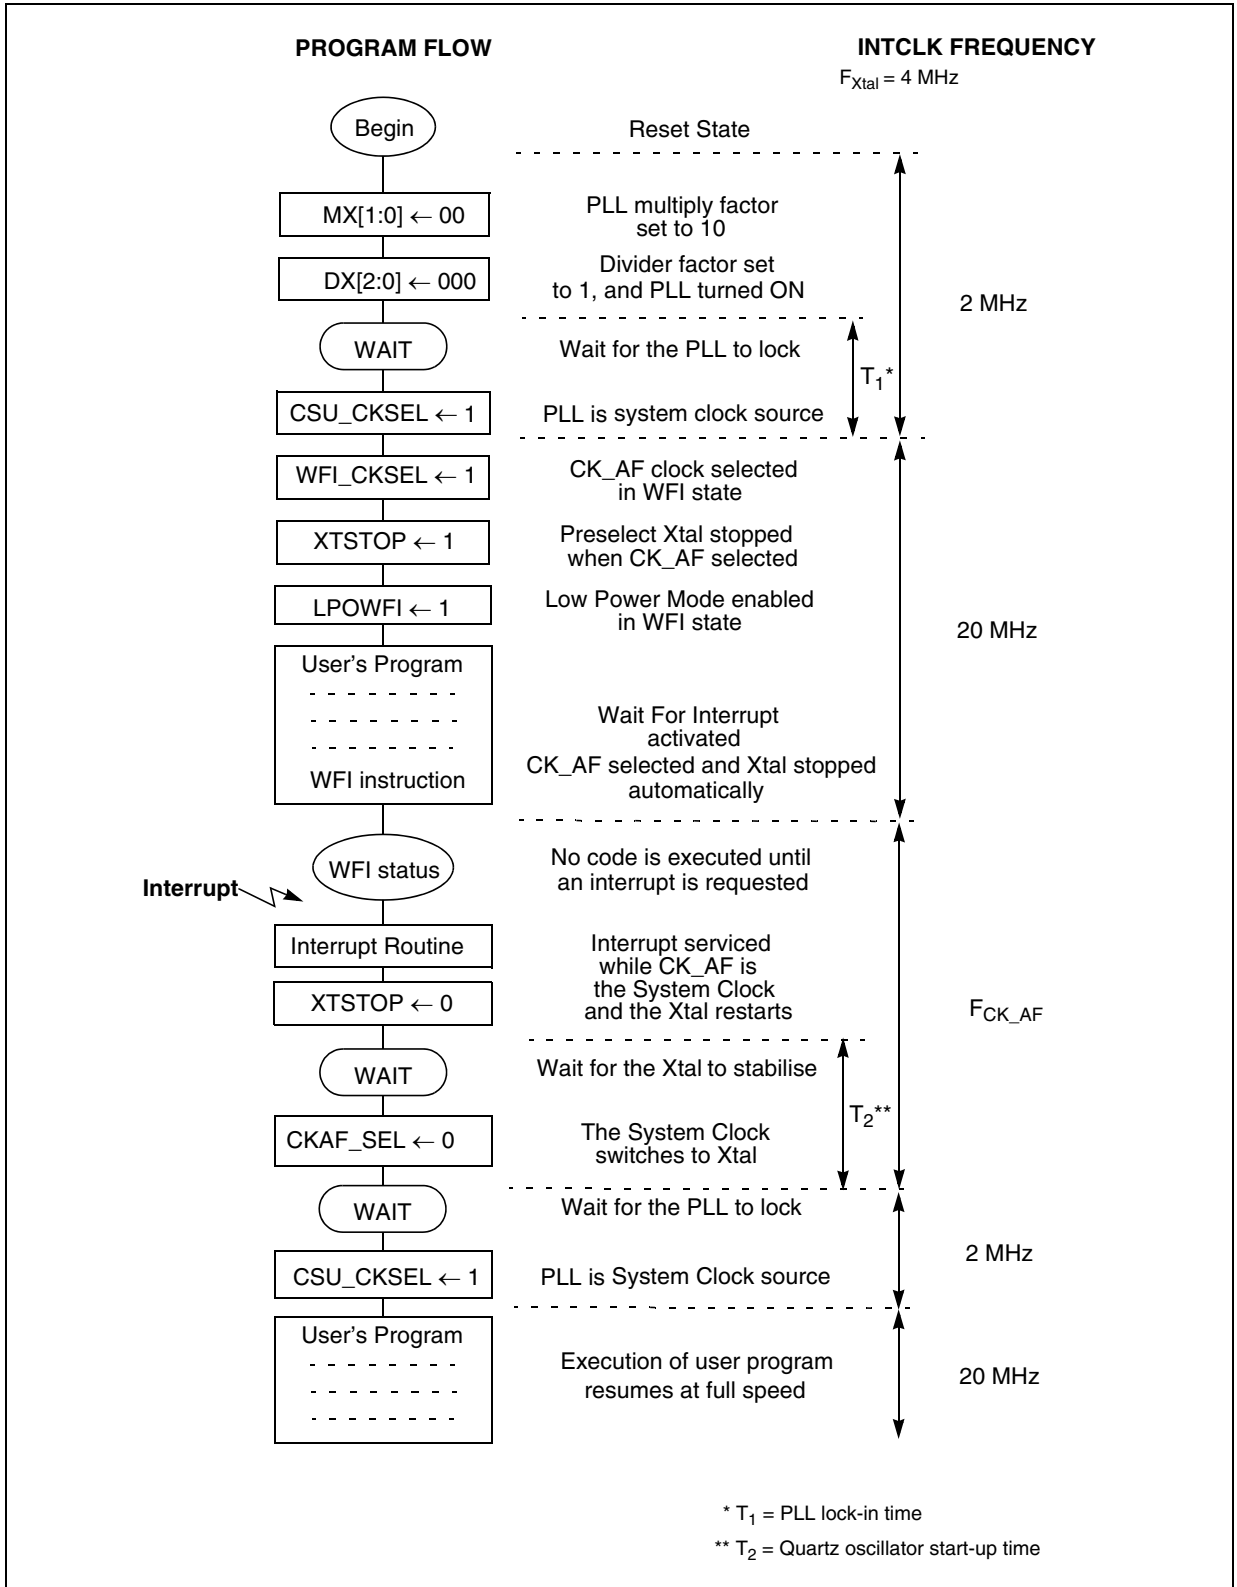 PROGRAM FLOW
INTCLK FREQUENCY
F_Xtal = 4 MHz
Begin
Reset State
MX[1:0] ← 00
PLL multiply factor
set to 10
DX[2:0] ← 000
Divider factor set
to 1, and PLL turned ON
2 MHz
WAIT
Wait for the PLL to lock
T1*
CSU_CKSEL ← 1
PLL is system clock source
WFI_CKSEL ← 1
CK_AF clock selected
in WFI state
XTSTOP ← 1
Preselect Xtal stopped
when CK_AF selected
LPOWFI ← 1
Low Power Mode enabled
in WFI state
20 MHz
User's Program
WFI instruction
Wait For Interrupt
activated
CK_AF selected and Xtal stopped
automatically
WFI status
No code is executed until
an interrupt is requested
Interrupt
Interrupt Routine
Interrupt serviced
while CK_AF is
the System Clock
and the Xtal restarts
XTSTOP ← 0
F_CK_AF
WAIT
Wait for the Xtal to stabilise
T2**
CKAF_SEL ← 0
The System Clock
switches to Xtal
WAIT
Wait for the PLL to lock
2 MHz
CSU_CKSEL ← 1
PLL is System Clock source
User's Program
Execution of user program
resumes at full speed
20 MHz
* T1 = PLL lock-in time
** T2 = Quartz oscillator start-up time